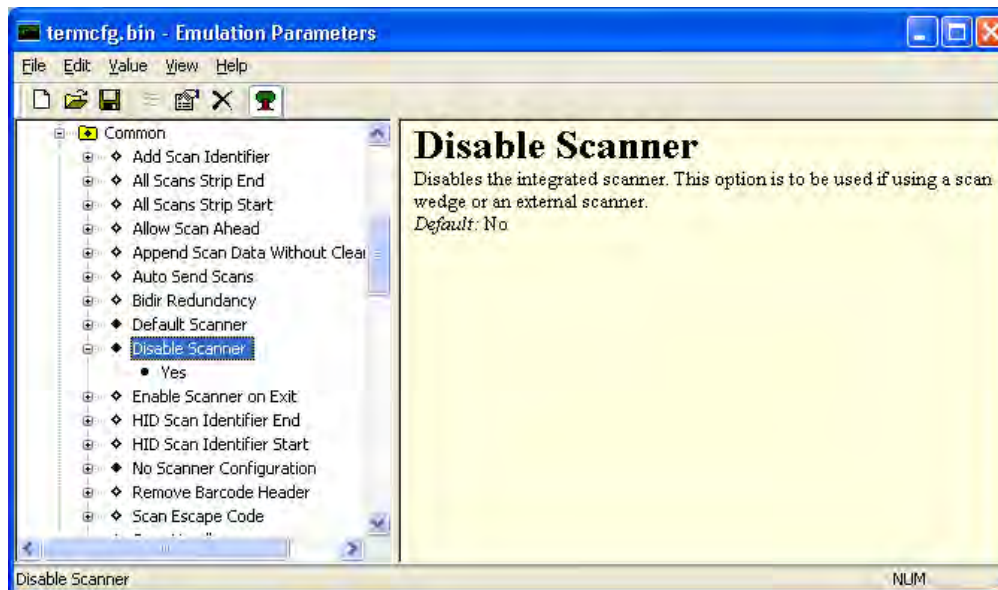 termcfg.bin - Emulation Parameters
File Edit Value View Help
Common
Add Scan Identifier
All Scans Strip End
All Scans Strip Start
Allow Scan Ahead
Append Scan Data Without Clear
Auto Send Scans
Bidir Redundancy
Default Scanner
Disable Scanner
Yes
Enable Scanner on Exit
HID Scan Identifier End
HID Scan Identifier Start
No Scanner Configuration
Remove Barcode Header
Scan Escape Code
Disable Scanner
Disables the integrated scanner. This option is to be used if using a scan
wedge or an external scanner.
Default: No
Disable Scanner
NUM